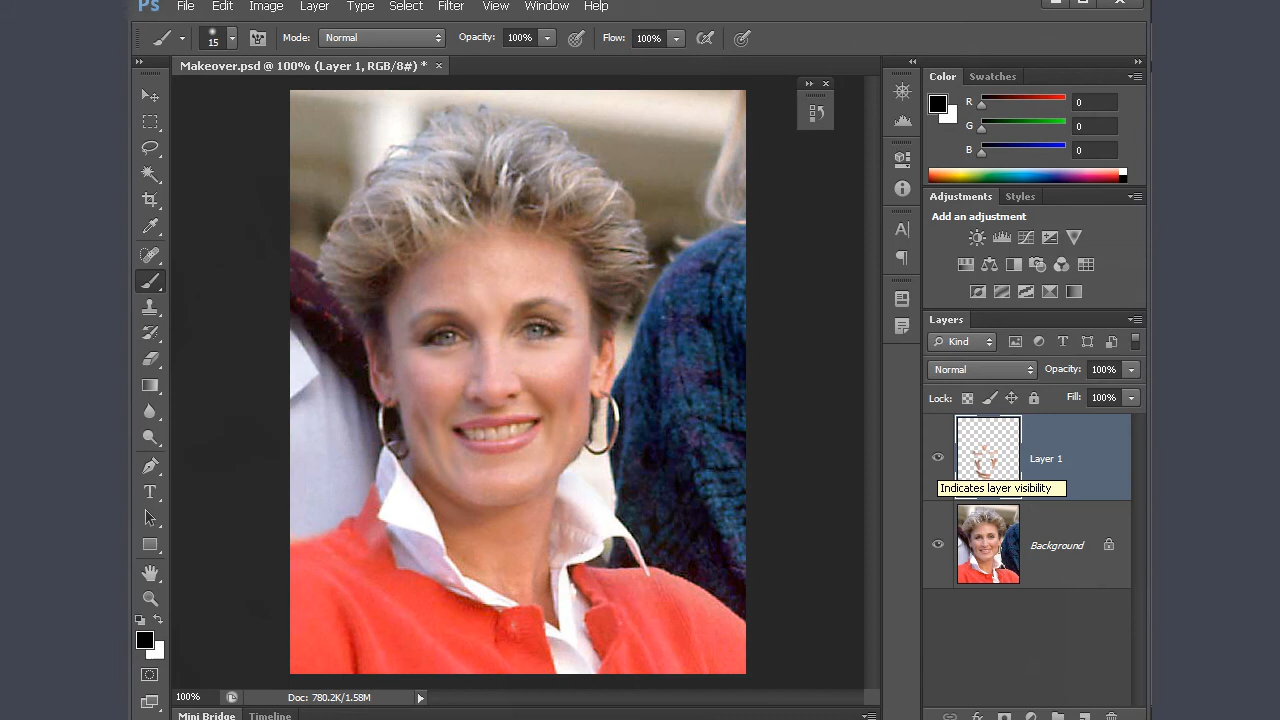 Ps File Edit Image Layer Type Select Filter View Window Help
15 Mode: Normal Opacity: 100% Flow: 100%
Makeover.psd @ 100% (Layer 1, RGB/8#) * ×
Color Swatches
R 0
G 0
B 0
Adjustments Styles
Add an adjustment
A
Layers
Kind T
Normal Opacity: 100%
Lock: Fill: 100%
Layer 1
Indicates layer visibility
Background
T
100% Doc: 780.2K/1.58M
Mini Bridge Timeline
fx